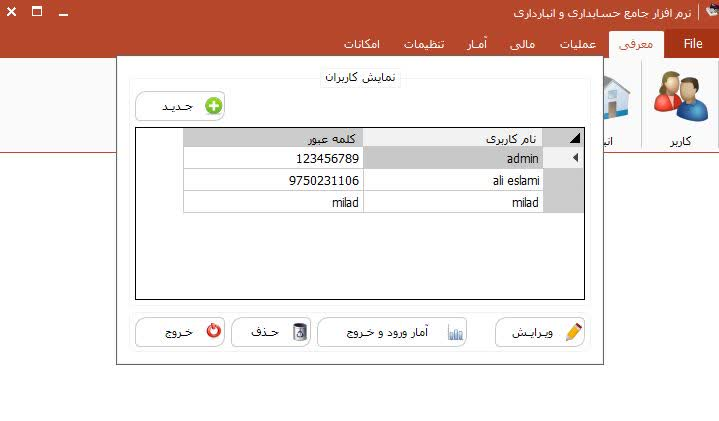 نرم افزار جامع حسابداری و انبارداری
File معرفی عملیات مالی آمار تنظیمات امکانات
کاربر
نمایش کاربران
جدید
نام کاربری کلمه عبور
admin 123456789
ali eslami 9750231106
milad milad
ویرایش آمار ورود و خروج حذف خروج